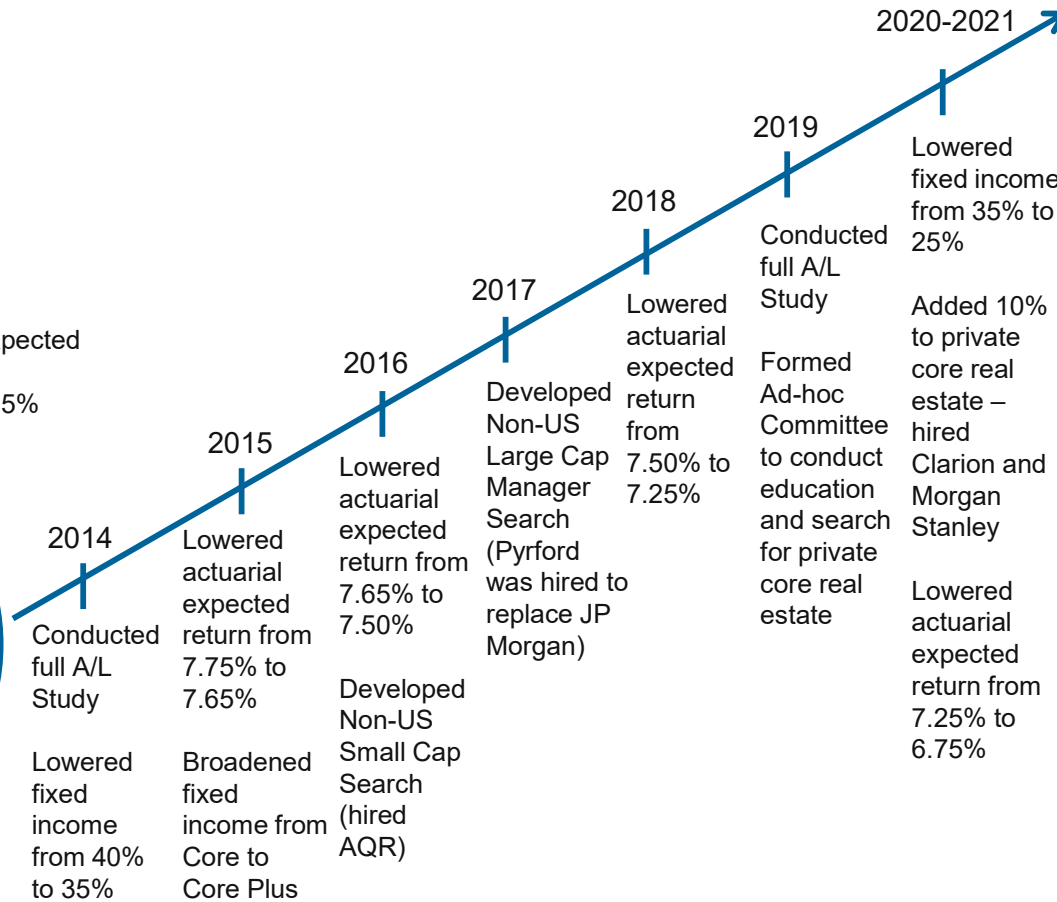 pected
5%
2014
Conducted
full A/L
Study
Lowered
fixed
income
from 40%
to 35%
2015
Lowered
actuarial
expected
return from
7.75% to
7.65%
Broadened
fixed
income from
Core to
Core Plus
2016
Lowered
actuarial
expected
return from
7.65% to
7.50%
Developed
Non-US
Small Cap
Search
(hired
AQR)
2017
Developed
Non-US
Large Cap
Manager
Search
(Pyrford
was hired to
replace JP
Morgan)
2018
Lowered
actuarial
expected
return
from
7.50% to
7.25%
2019
Conducted
full A/L
Study
Formed
Ad-hoc
Committee
to conduct
education
and search
for private
core real
estate
2020-2021
Lowered
fixed income
from 35% to
25%
Added 10%
to private
core real
estate –
hired
Clarion and
Morgan
Stanley
Lowered
actuarial
expected
return from
7.25% to
6.75%